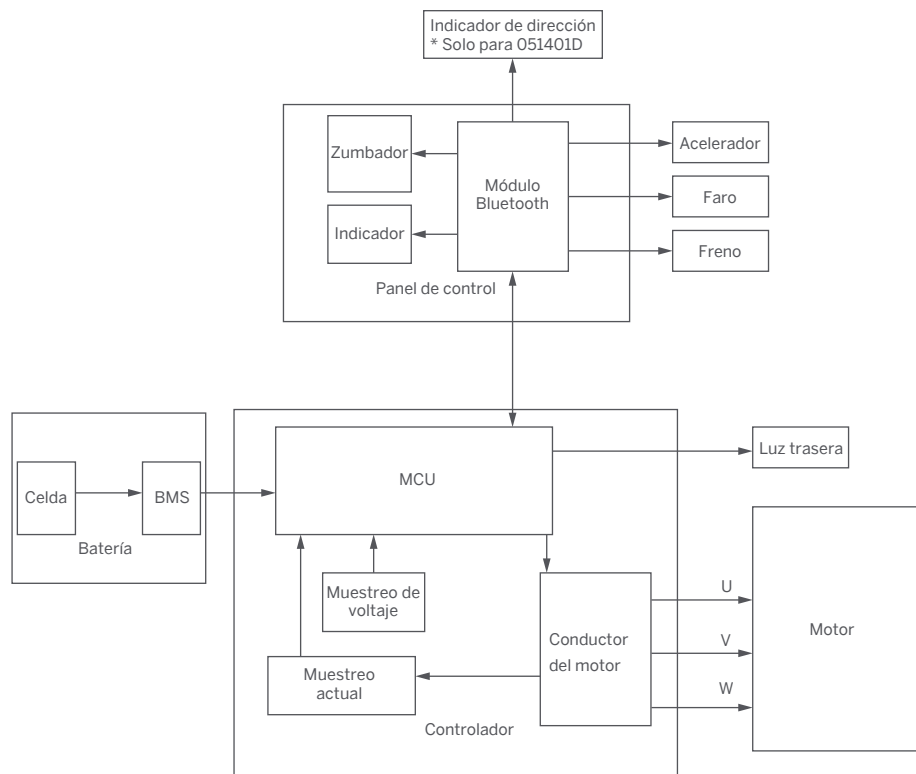 Indicador de dirección
* Solo para 051401D
Zumbador
Indicador
Módulo
Bluetooth
Panel de control
Acelerador
Faro
Freno
Celda
BMS
Batería
MCU
Luz trasera
Muestreo de
voltaje
Muestreo
actual
Conductor
del motor
Controlador
U
V
W
Motor